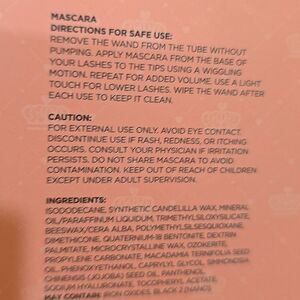 MASCARA
DIRECTIONS FOR SAFE USE:
REMOVE THE WAND FROM THE TUBE WITHOUT
PUMPING. APPLY MASCARA FROM THE BASE OF
YOUR LASHES TO THE TIPS USING A WIGGLING
MOTION. REPEAT FOR ADDED VOLUME. USE A LIGHT
TOUCH FOR LOWER LASHES. WIPE THE WAND AFTER
EACH USE TO KEEP IT CLEAN.
CAUTION:
FOR EXTERNAL USE ONLY. AVOID EYE CONTACT.
DISCONTINUE USE IF RASH, REDNESS, OR ITCHING
OCCURS. CONSULT YOUR PHYSICIAN IF IRRITATION
PERSISTS. DO NOT SHARE MASCARA TO AVOID
CONTAMINATION. KEEP OUT OF REACH OF CHILDREN
EXCEPT UNDER ADULT SUPERVISION.
INGREDIENTS:
ISODODECANE, SYNTHETIC CANDELILLA WAX, MINERAL
OIL/PARAFFINUM LIQUIDUM, TRIMETHYLSILOXYSILICATE,
BEESWAX/CERA ALBA, POLYMETHYLSILSESQUIOXANE,
DIMETHICONE, QUATERNIUM-18 BENTONITE, DEXTRIN
PALMITATE, MICROCRYSTALLINE WAX, OZOKERITE,
PROPYLENE CARBONATE, MACADAMIA TERNIFOLIA SEED
OIL, PHENOXYETHANOL, CAPRYLYL GLYCOL, SIMMONDSIA
CHINENSIS (JOJOBA) SEED OIL, PANTHENOL,
SODIUM HYALURONATE, TOCOPHERYL ACETATE.
MAY CONTAIN: IRON OXIDES, BLACK 2 (NANO)